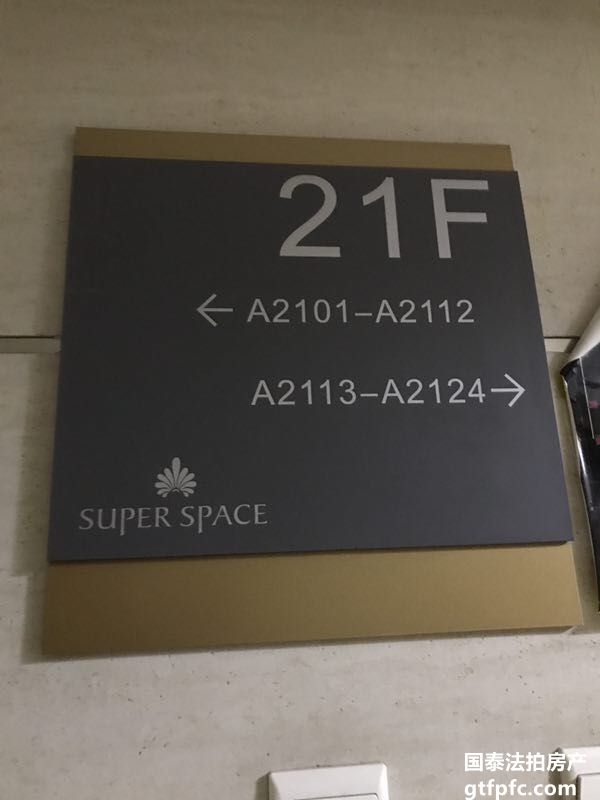 21F
← A2101–A2112
A2113–A2124 →
SUPER SPACE
国泰法拍房产
gtfpfc.com